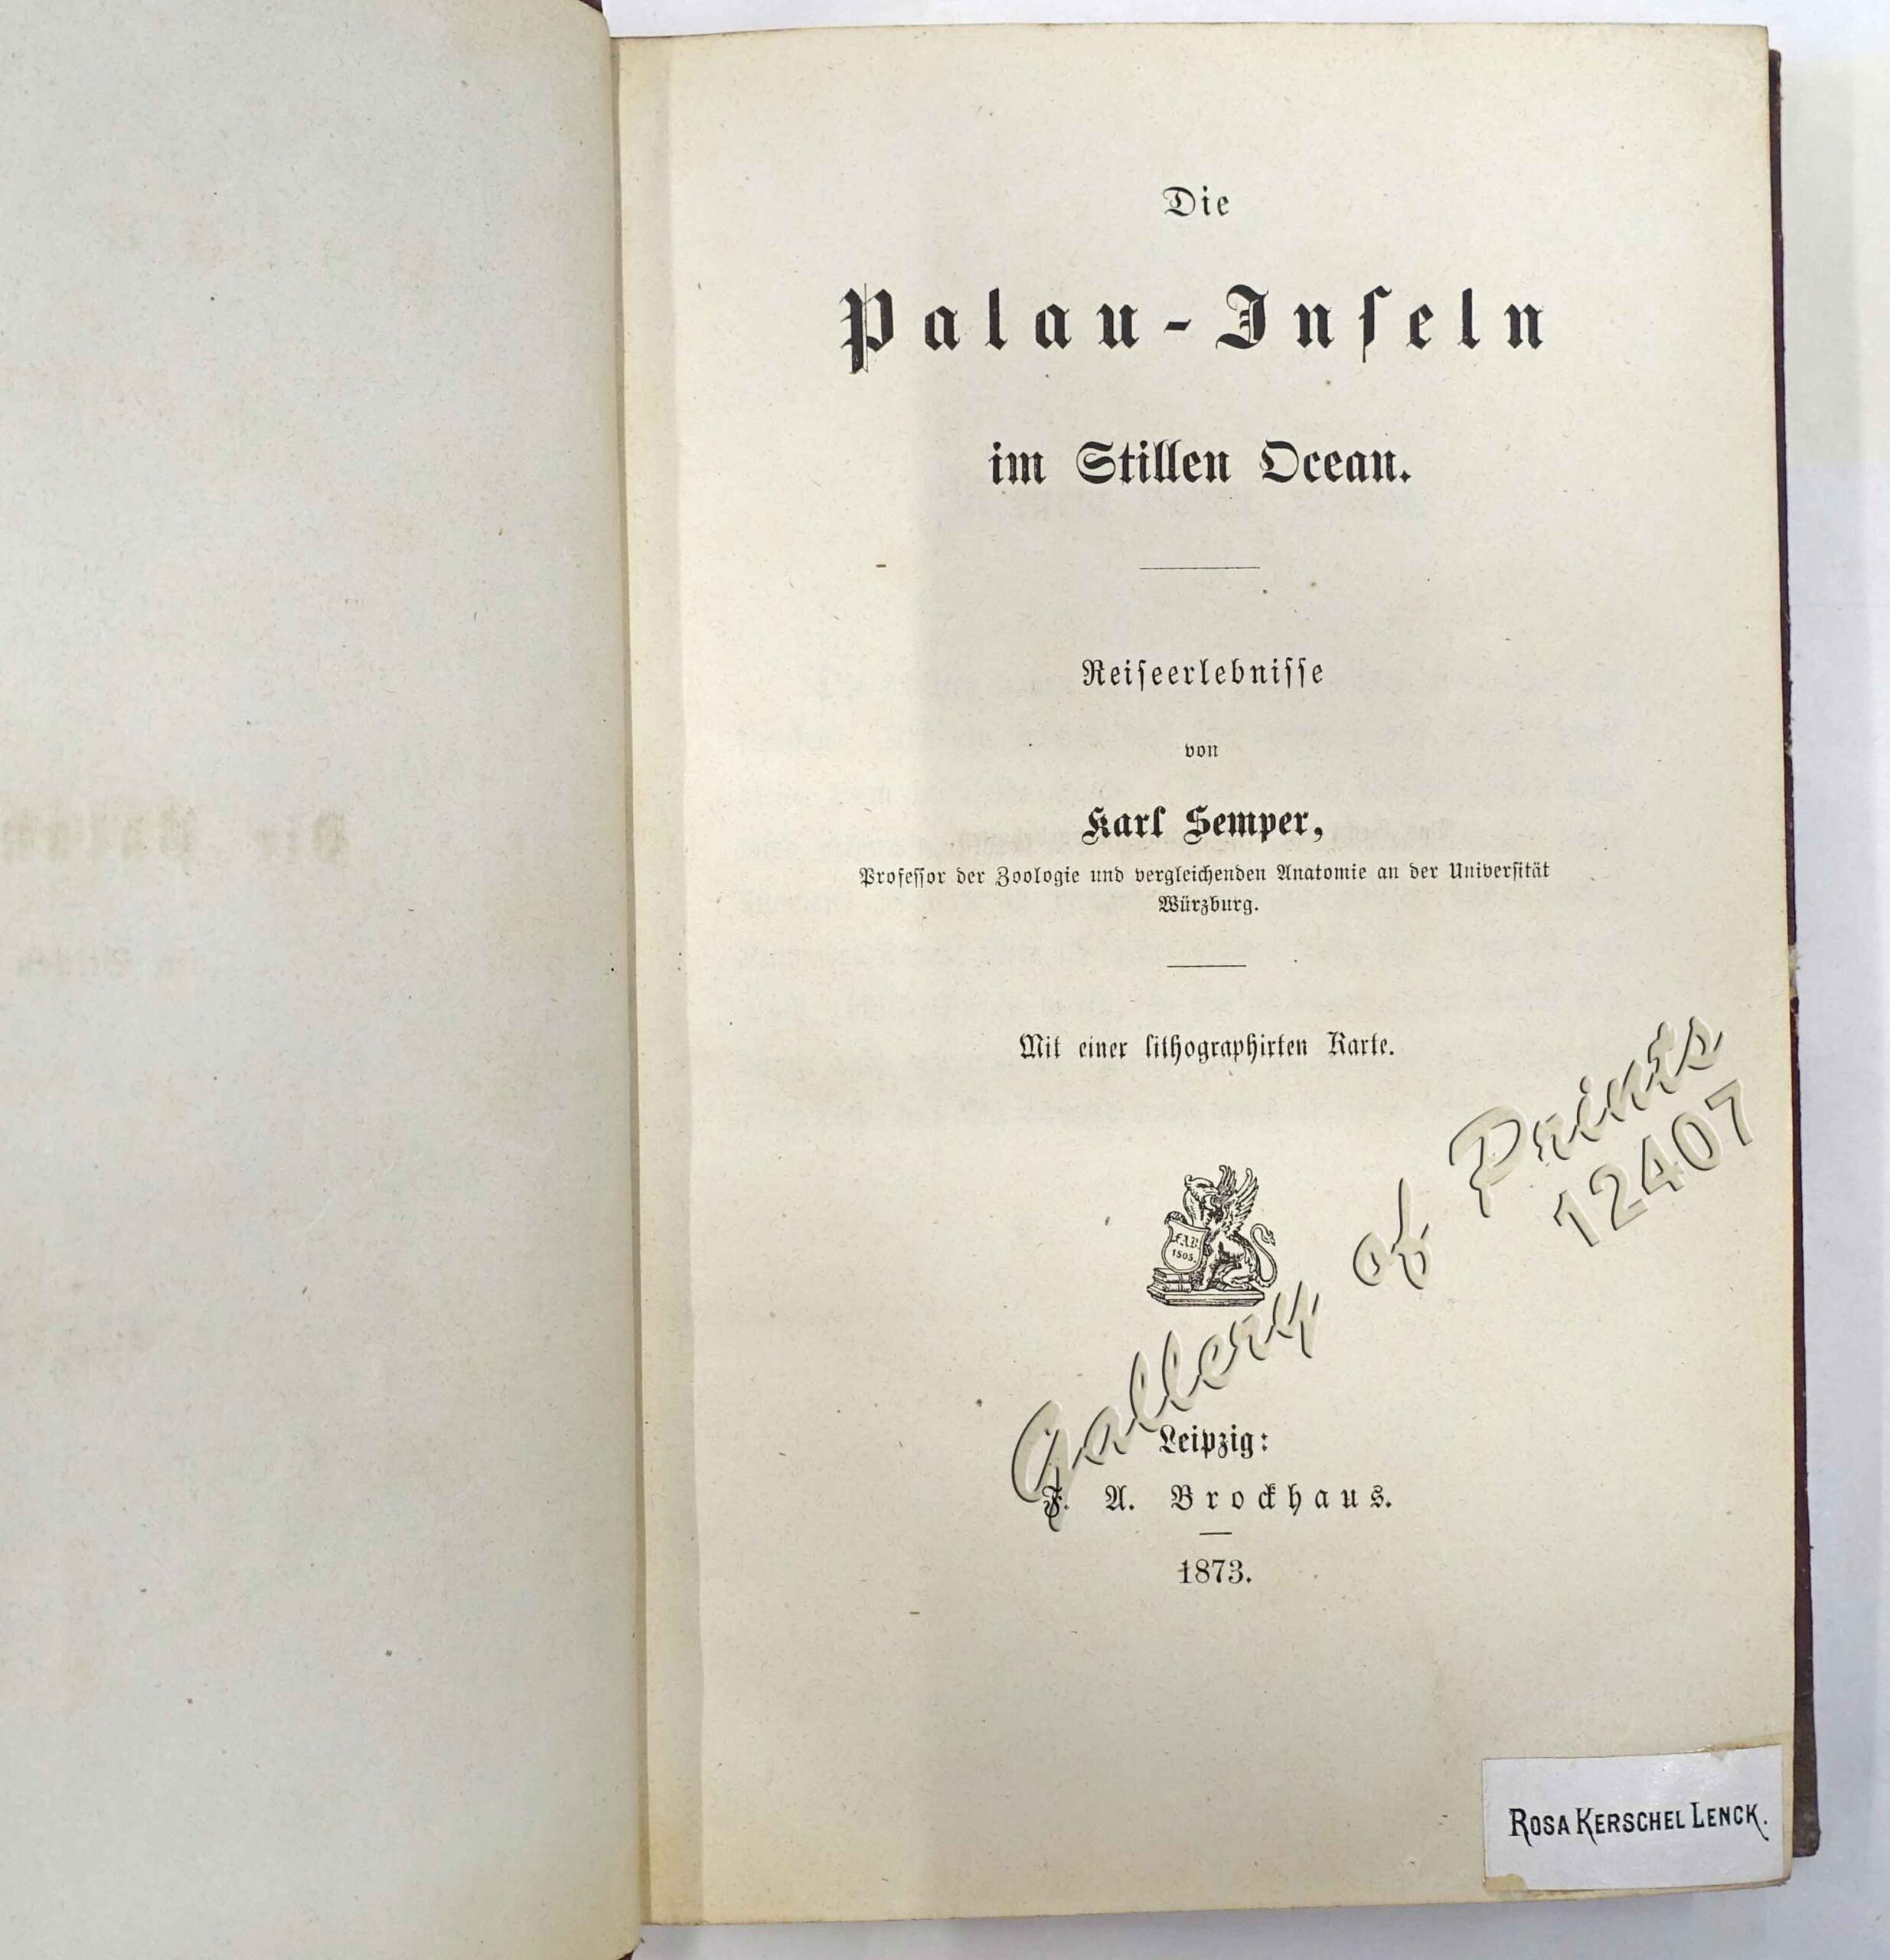 Die
Palau-Inſeln
im Stillen Ocean.
Reiſeerlebniſſe
von
Karl Semper,
Profeſſor der Zoologie und vergleichenden Anatomie an der Univerſität
Würzburg.
Mit einer lithographirten Karte.
F.A.B.
1805.
Leipzig:
F. A. Brockhaus.
1873.
Gallery of Prints
12407
ROSA KERSCHEL LENCK.